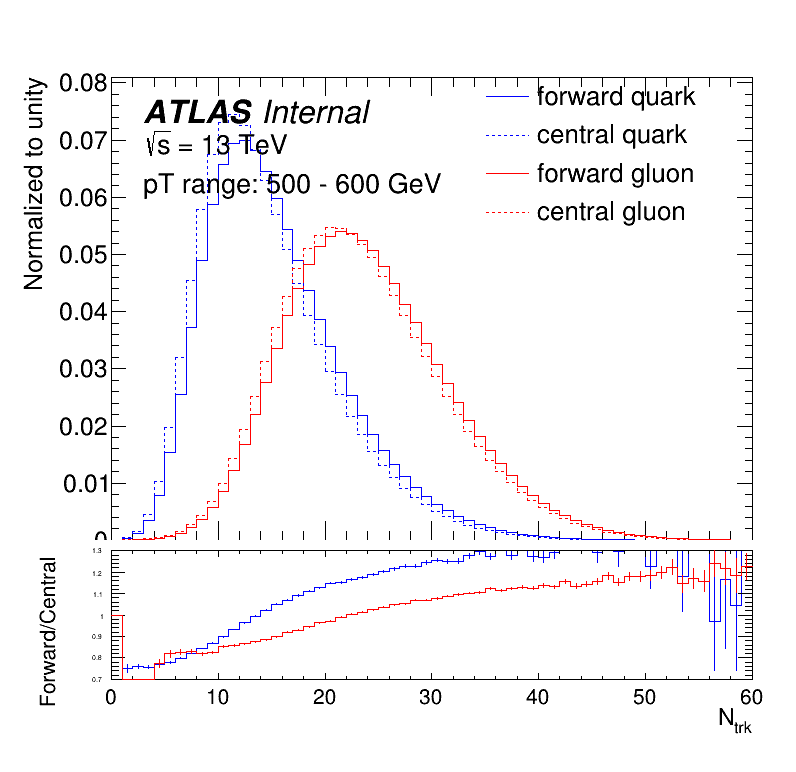 Normalized to unity
0.08
0.07
0.06
0.05
0.04
0.03
0.02
0.01
0
ATLAS Internal
√s = 13 TeV
pT range: 500 - 600 GeV
forward quark
central quark
forward gluon
central gluon
Forward/Central
1.3
1.2
1.1
1
0.9
0.8
0.7
0 10 20 30 40 50 60
N_trk